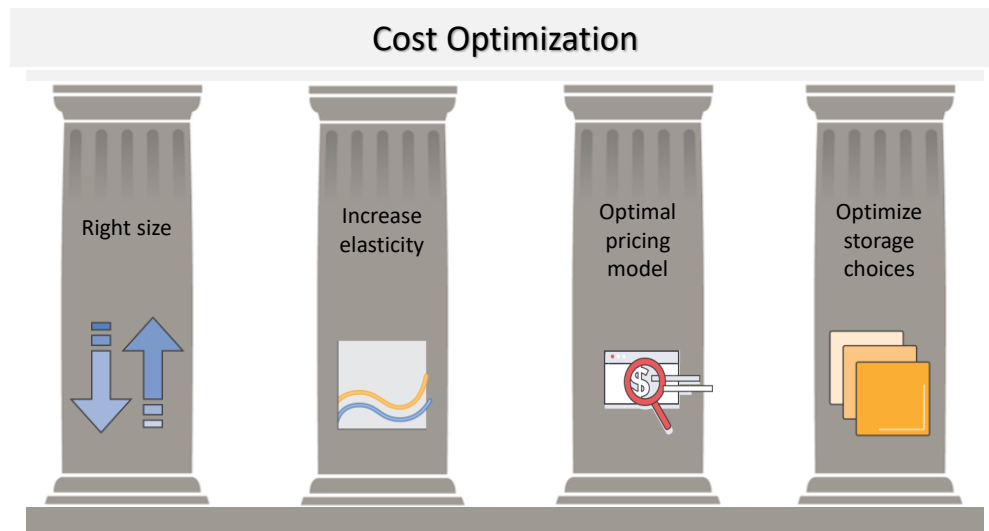 Cost Optimization
Right size
Increase
elasticity
Optimal
pricing
model
Optimize
storage
choices
$